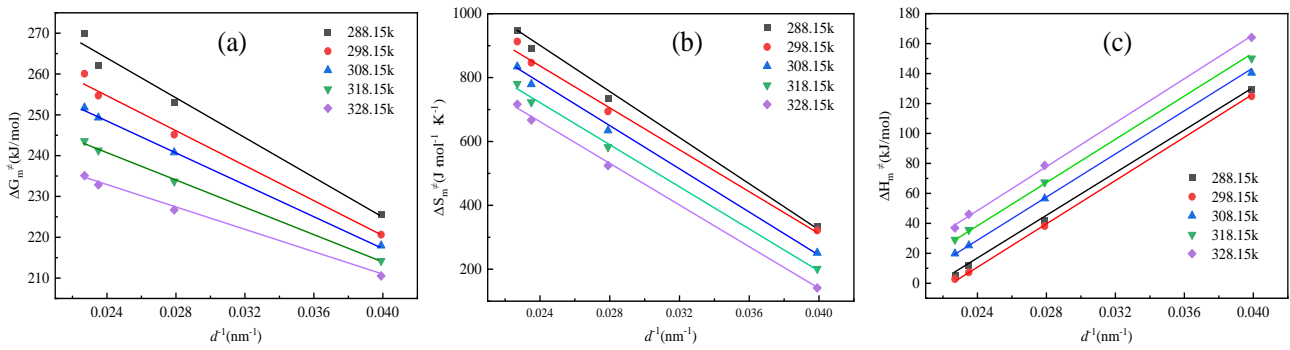 (a)
288.15k
298.15k
308.15k
318.15k
328.15k
270
260
250
240
230
220
210
ΔG_m^≠(kJ/mol)
0.024 0.028 0.032 0.036 0.040
d^-1(nm^-1)
(b)
288.15k
298.15k
308.15k
318.15k
328.15k
1000
800
600
400
200
ΔS_m^≠(J mol^-1 ·K^-1)
0.024 0.028 0.032 0.036 0.040
d^-1(nm^-1)
(c)
288.15k
298.15k
308.15k
318.15k
328.15k
180
160
140
120
100
80
60
40
20
0
ΔH_m^≠(kJ/mol)
0.024 0.028 0.032 0.036 0.040
d^-1(nm^-1)